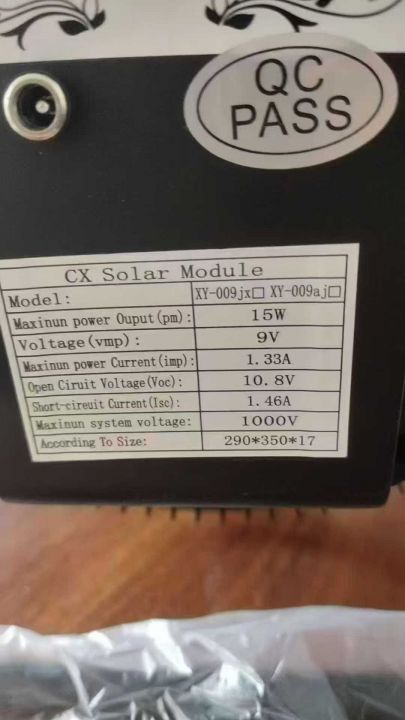 QC
PASS
CX Solar Module
Model: XY-009jx□ XY-009aj□
Maxinun power Ouput(pm): 15W
Voltage(vmp): 9V
Maxinun power Current(imp): 1.33A
Open Ciruit Voltage(Voc): 10.8V
Short-cireuit Current(Isc): 1.46A
Maxinun system voltage: 1000V
According To Size: 290*350*17